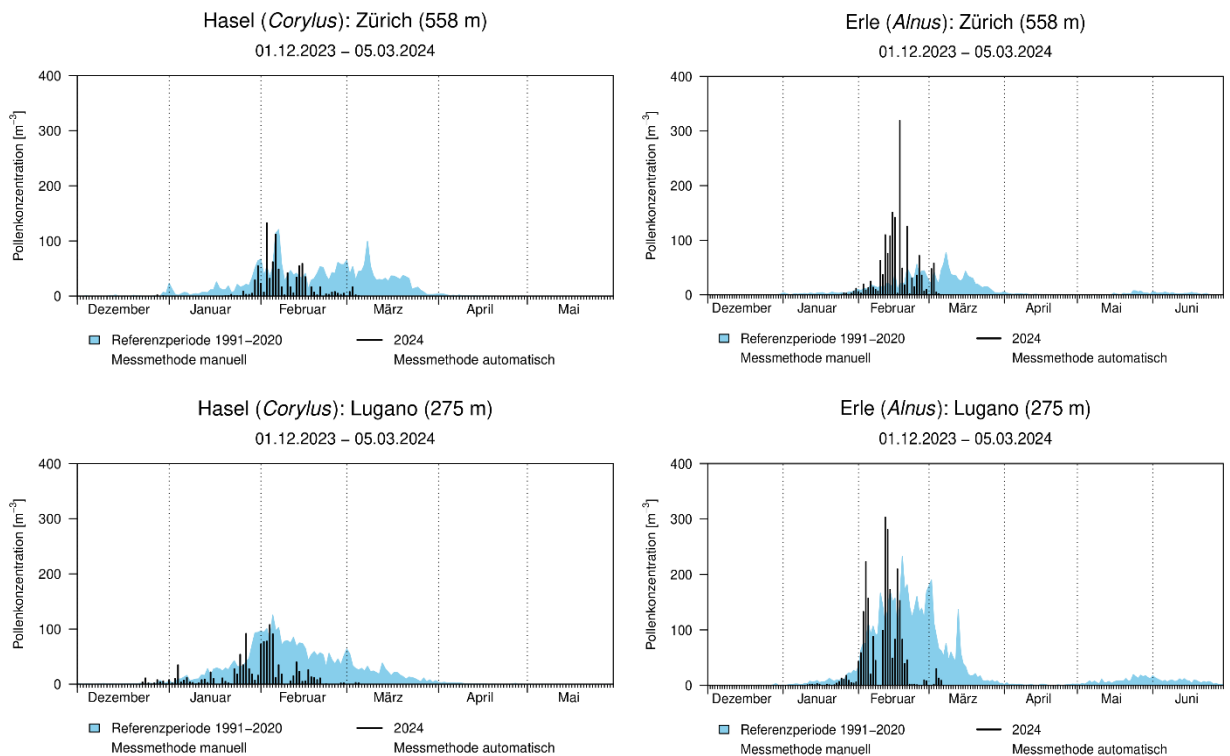 Hasel (Corylus): Zürich (558 m)
01.12.2023 – 05.03.2024
Pollenkonzentration [m⁻³]
400
300
200
100
0
Dezember Januar Februar März April Mai
Referenzperiode 1991–2020
Messmethode manuell
2024
Messmethode automatisch
Erle (Alnus): Zürich (558 m)
01.12.2023 – 05.03.2024
Pollenkonzentration [m⁻³]
400
300
200
100
0
Dezember Januar Februar März April Mai Juni
Referenzperiode 1991–2020
Messmethode manuell
2024
Messmethode automatisch
Hasel (Corylus): Lugano (275 m)
01.12.2023 – 05.03.2024
Pollenkonzentration [m⁻³]
400
300
200
100
0
Dezember Januar Februar März April Mai
Referenzperiode 1991–2020
Messmethode manuell
2024
Messmethode automatisch
Erle (Alnus): Lugano (275 m)
01.12.2023 – 05.03.2024
Pollenkonzentration [m⁻³]
400
300
200
100
0
Dezember Januar Februar März April Mai Juni
Referenzperiode 1991–2020
Messmethode manuell
2024
Messmethode automatisch